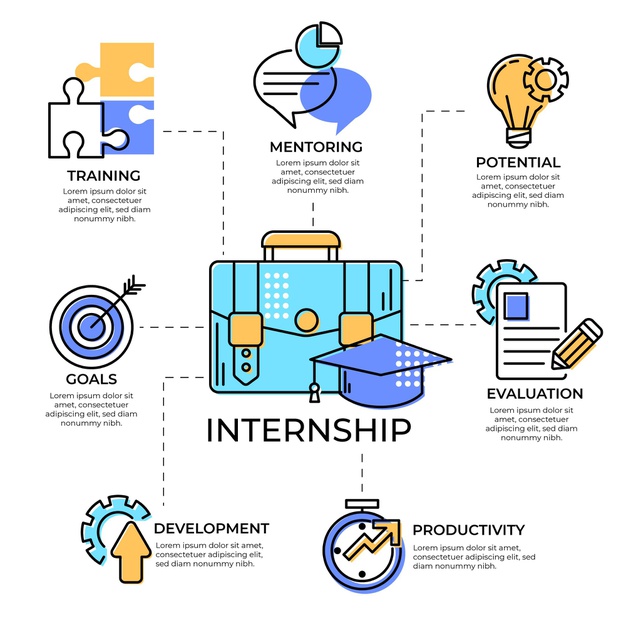 MENTORING
Lorem ipsum dolor sit
amet, consectetuer
adipiscing elit, sed diam
nonummy nibh.
POTENTIAL
Lorem ipsum dolor sit
amet, consectetuer
adipiscing elit, sed diam
nonummy nibh.
TRAINING
Lorem ipsum dolor sit
amet, consectetuer
adipiscing elit, sed diam
nonummy nibh.
GOALS
Lorem ipsum dolor sit
amet, consectetuer
adipiscing elit, sed diam
nonummy nibh.
EVALUATION
Lorem ipsum dolor sit
amet, consectetuer
adipiscing elit, sed diam
nonummy nibh.
INTERNSHIP
DEVELOPMENT
Lorem ipsum dolor sit amet,
consectetuer adipiscing elit,
sed diam nonummy nibh.
PRODUCTIVITY
Lorem ipsum dolor sit amet,
consectetuer adipiscing elit,
sed diam nonummy nibh.